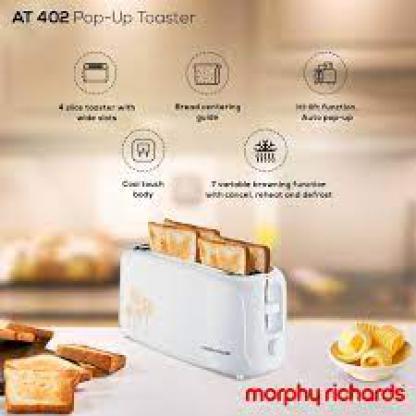 AT 402 Pop-Up Toaster
4 slice toaster with
wide slots
Bread centering
guide
Hi-lift function
Auto pop-up
Cool touch
body
7 variable browning function
with cancel, reheat and defrost
morphy richards